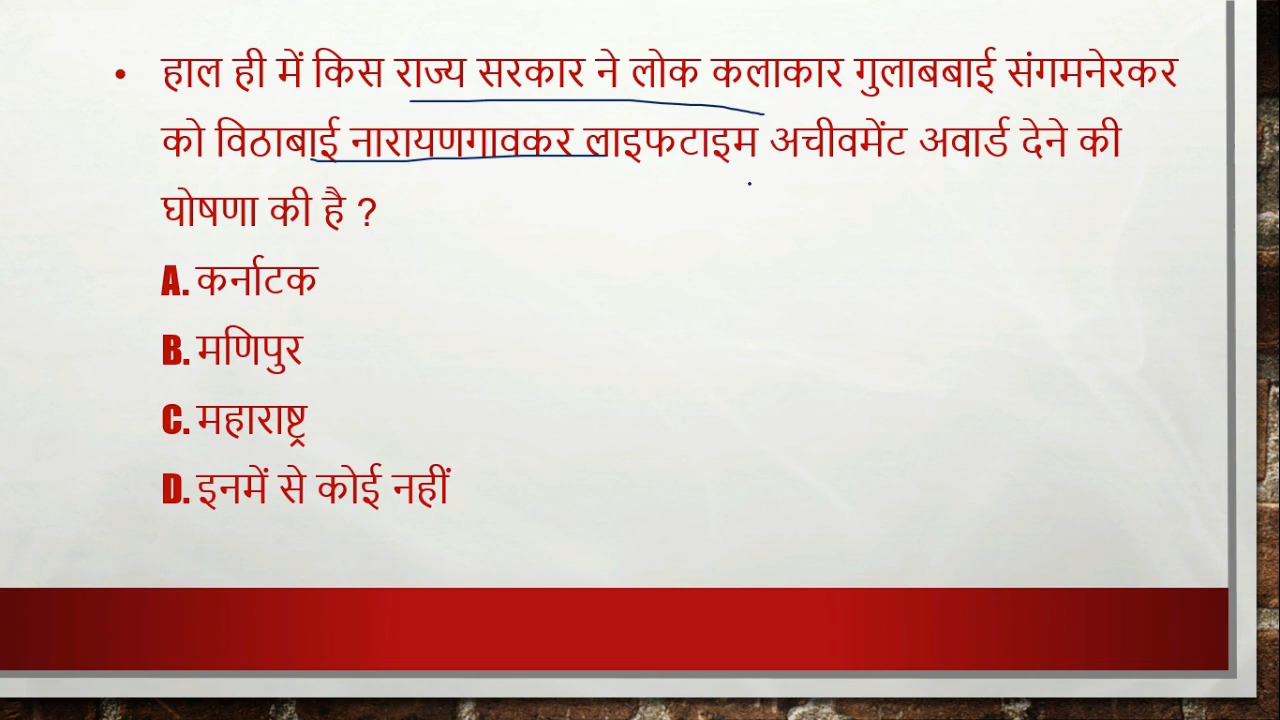 • हाल ही में किस राज्य सरकार ने लोक कलाकार गुलाबबाई संगमनेरकर
को विठाबाई नारायणगावकर लाइफटाइम अचीवमेंट अवार्ड देने की
घोषणा की है ?
A. कर्नाटक
B. मणिपुर
C. महाराष्ट्र
D. इनमें से कोई नहीं